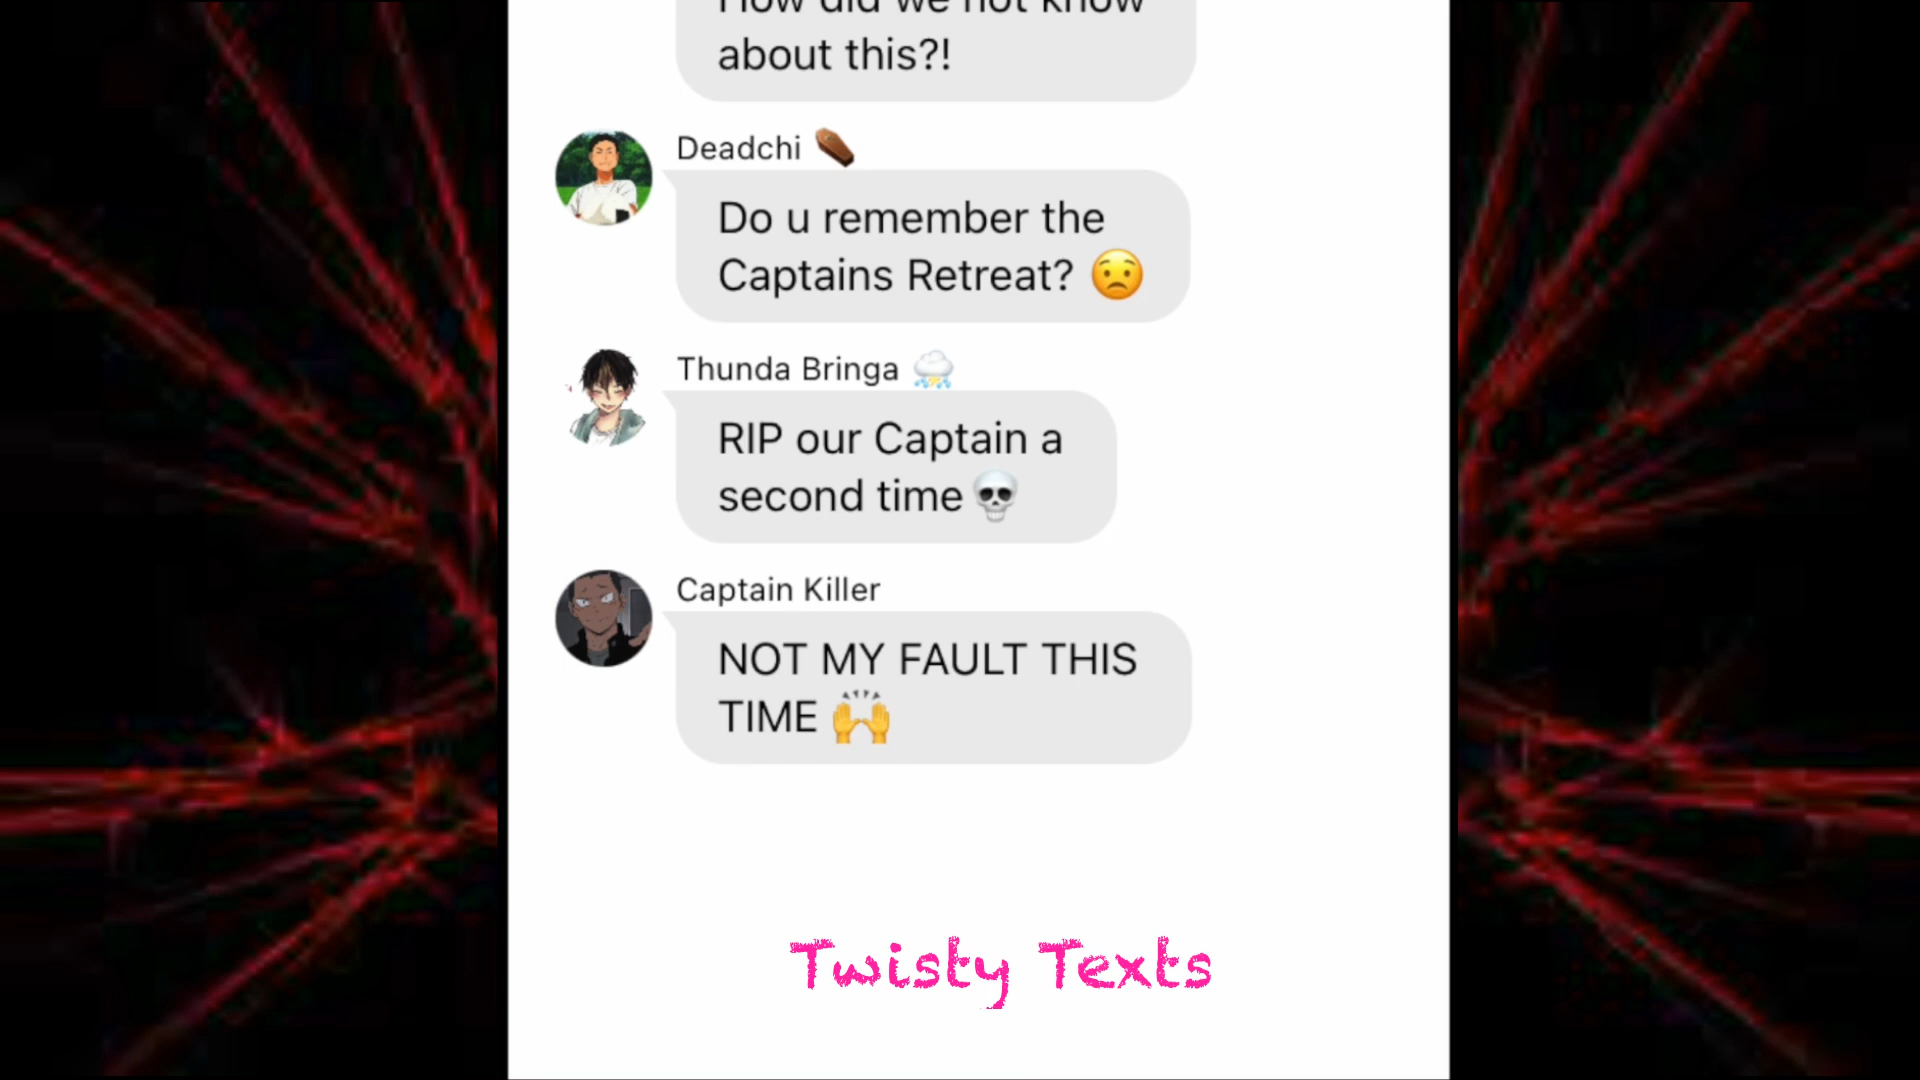 How did we not know
about this?!
Deadchi ⚰️
Do u remember the
Captains Retreat? 😟
Thunda Bringa ⛈️
RIP our Captain a
second time 💀
Captain Killer
NOT MY FAULT THIS
TIME 🙌
Twisty Texts